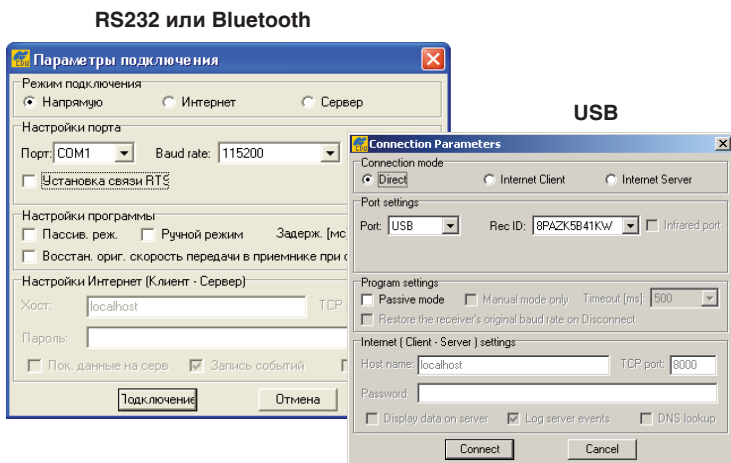 RS232 или Bluetooth
Параметры подключения
Режим подключения
Напрямую Интернет Сервер
Настройки порта
Порт: COM1 Baud rate: 115200
Установка связи RTS
Настройки программы
Пассив. реж. Ручной режим Задерж. [мс
Восстан. ориг. скорость передачи в приемнике при
Настройки Интернет (Клиент - Сервер)
Хост: localhost TCP
Пароль:
Пок. данные на серв Запись событий
Подключение Отмена
USB
Connection Parameters
Connection mode
Direct Internet Client Internet Server
Port settings
Port: USB Rec ID: 8PAZK5B41KW Infrared port
Program settings
Passive mode Manual mode only Timeout [ms]: 500
Restore the receiver's original baud rate on Disconnect
Internet ( Client - Server ) settings
Host name: localhost TCP port: 8000
Password:
Display data on server Log server events DNS lookup
Connect Cancel